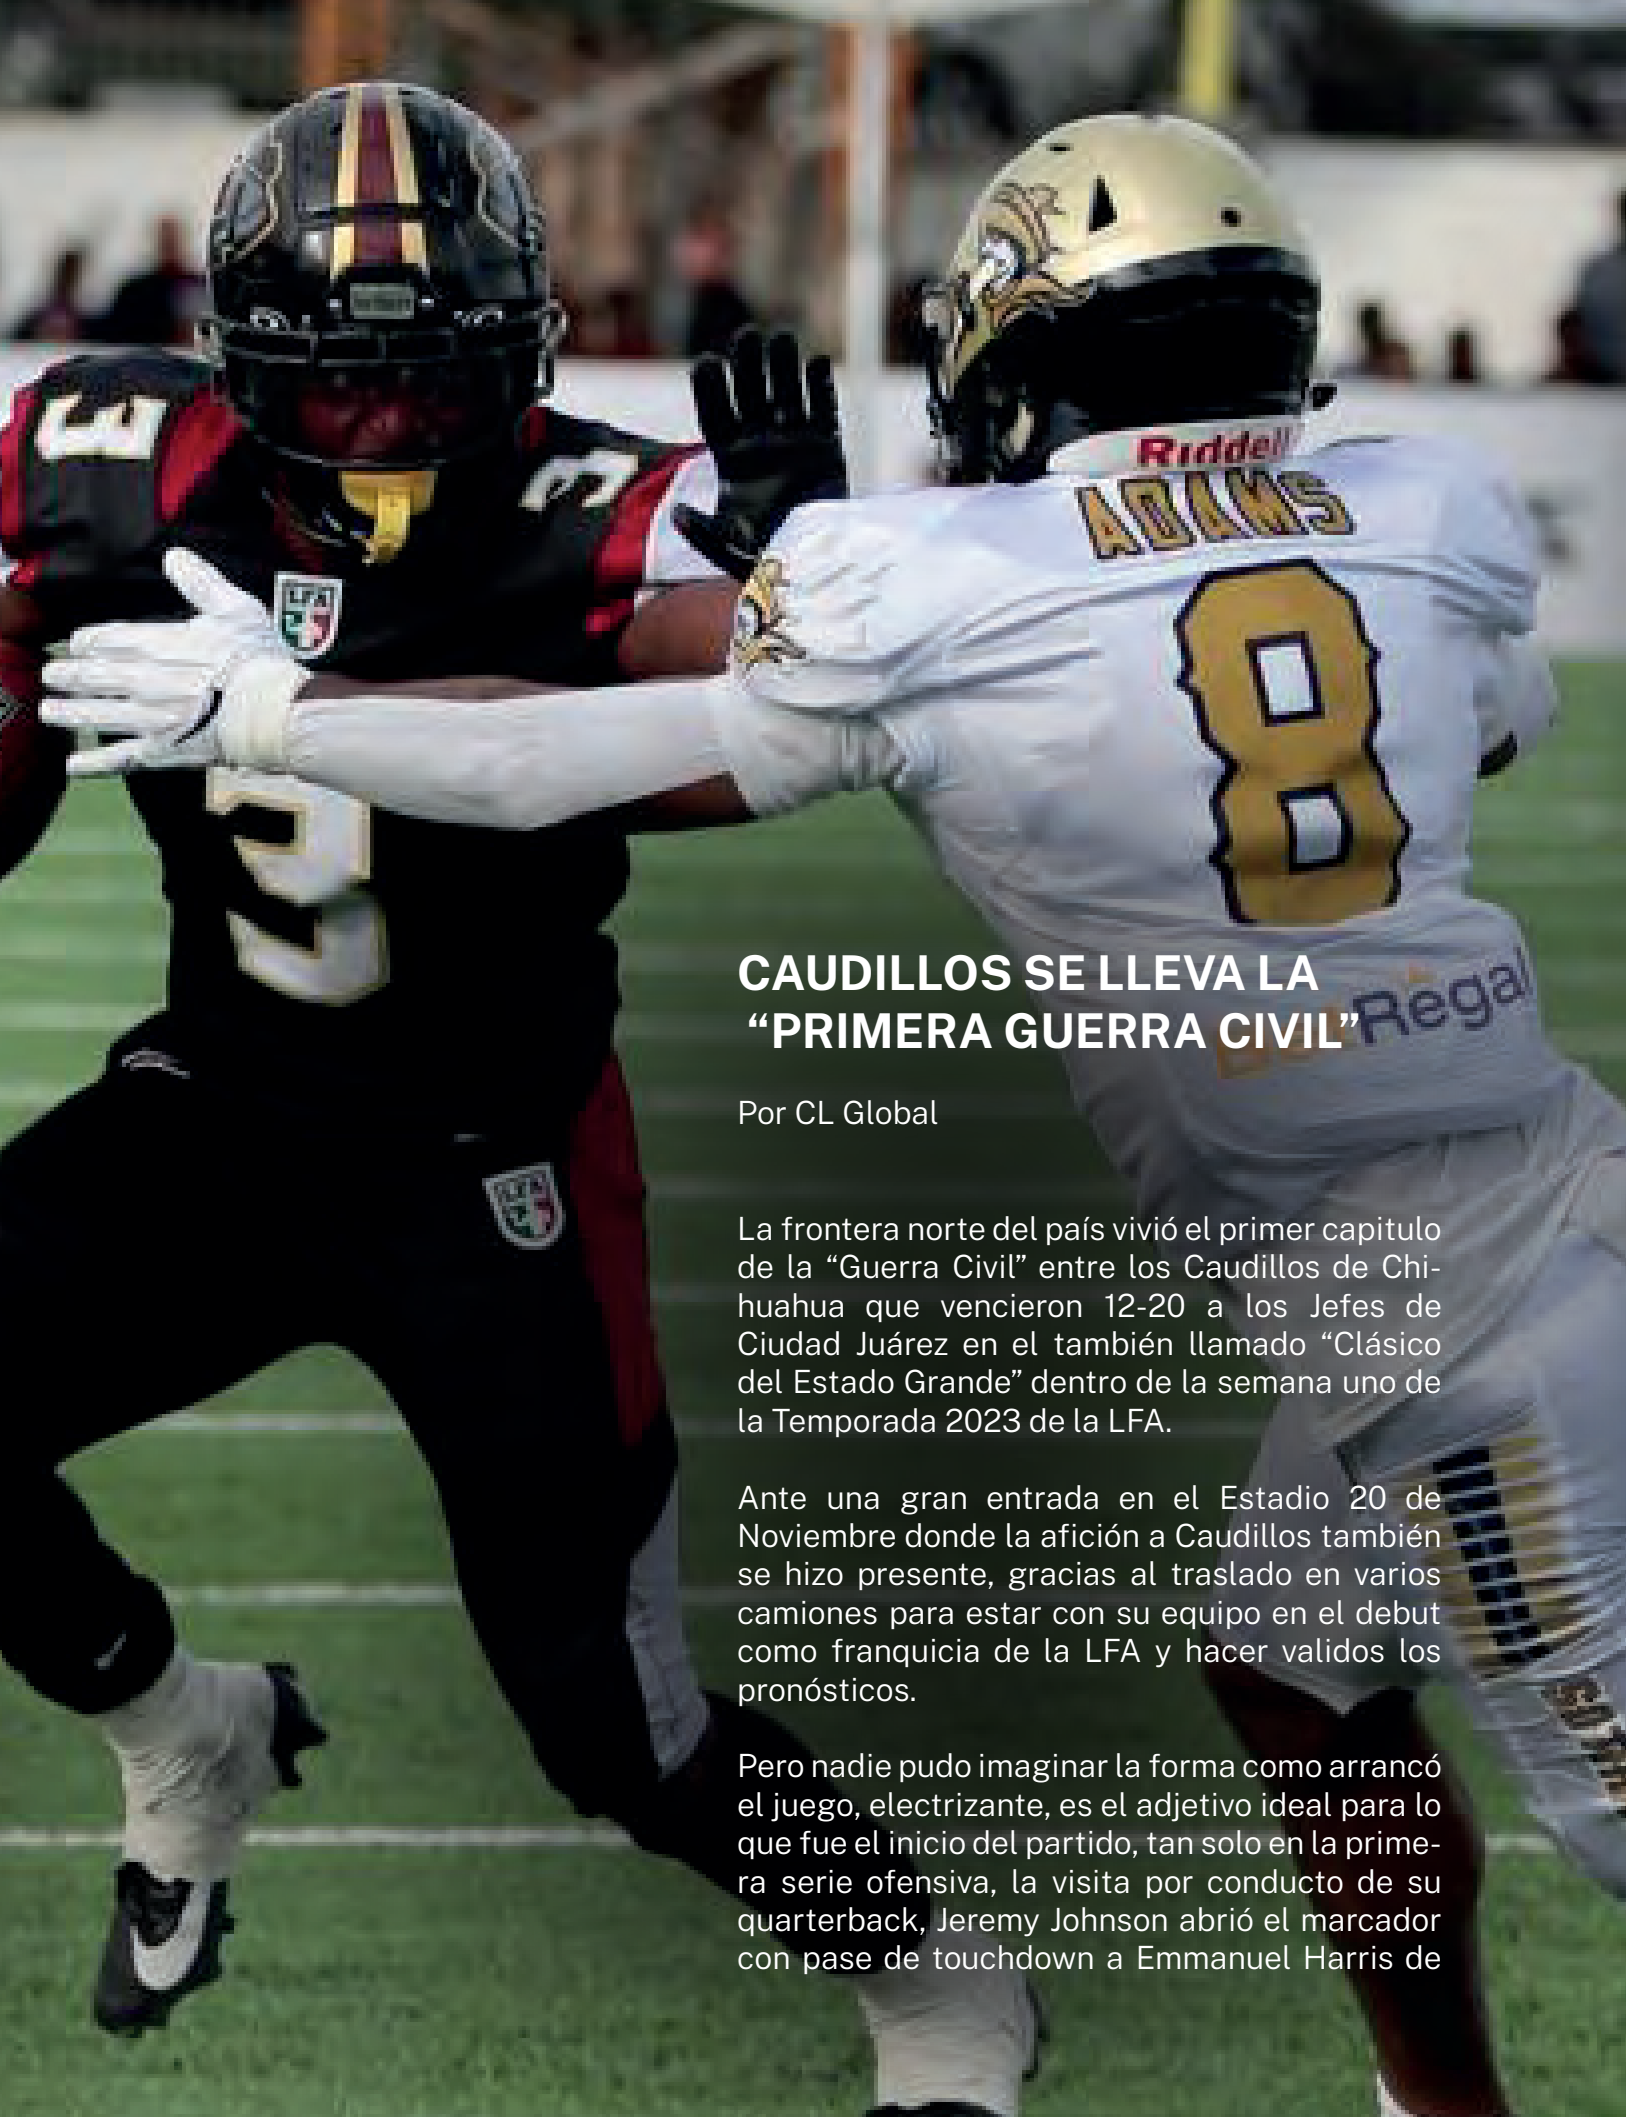 3
3
LFA
3
Riddell
ADAMS
8
CAUDILLOS SE LLEVA LA
“PRIMERA GUERRA CIVIL”
Regal
Por CL Global
LFA
La frontera norte del país vivió el primer capitulo
de la “Guerra Civil” entre los Caudillos de Chi-
huahua que vencieron 12-20 a los Jefes de
Ciudad Juárez en el también llamado “Clásico
del Estado Grande” dentro de la semana uno de
la Temporada 2023 de la LFA.
Ante una gran entrada en el Estadio 20 de
Noviembre donde la afición a Caudillos también
se hizo presente, gracias al traslado en varios
camiones para estar con su equipo en el debut
como franquicia de la LFA y hacer validos los
pronósticos.
Pero nadie pudo imaginar la forma como arrancó
el juego, electrizante, es el adjetivo ideal para lo
que fue el inicio del partido, tan solo en la prime-
ra serie ofensiva, la visita por conducto de su
quarterback, Jeremy Johnson abrió el marcador
con pase de touchdown a Emmanuel Harris de